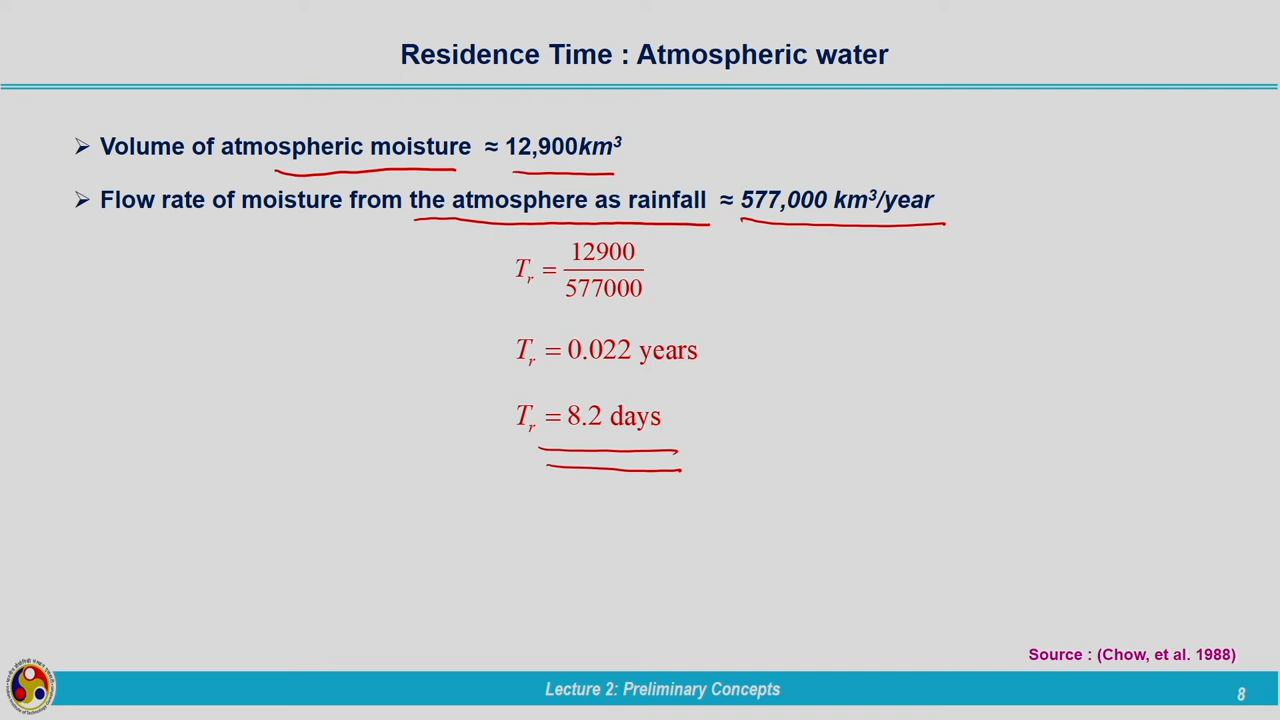 Residence Time : Atmospheric water
➢ Volume of atmospheric moisture ≈ 12,900km³
➢ Flow rate of moisture from the atmosphere as rainfall ≈ 577,000 km³/year
Tᵣ = 12900/577000
Tᵣ = 0.022 years
Tᵣ = 8.2 days
Source : (Chow, et al. 1988)
Lecture 2: Preliminary Concepts
8